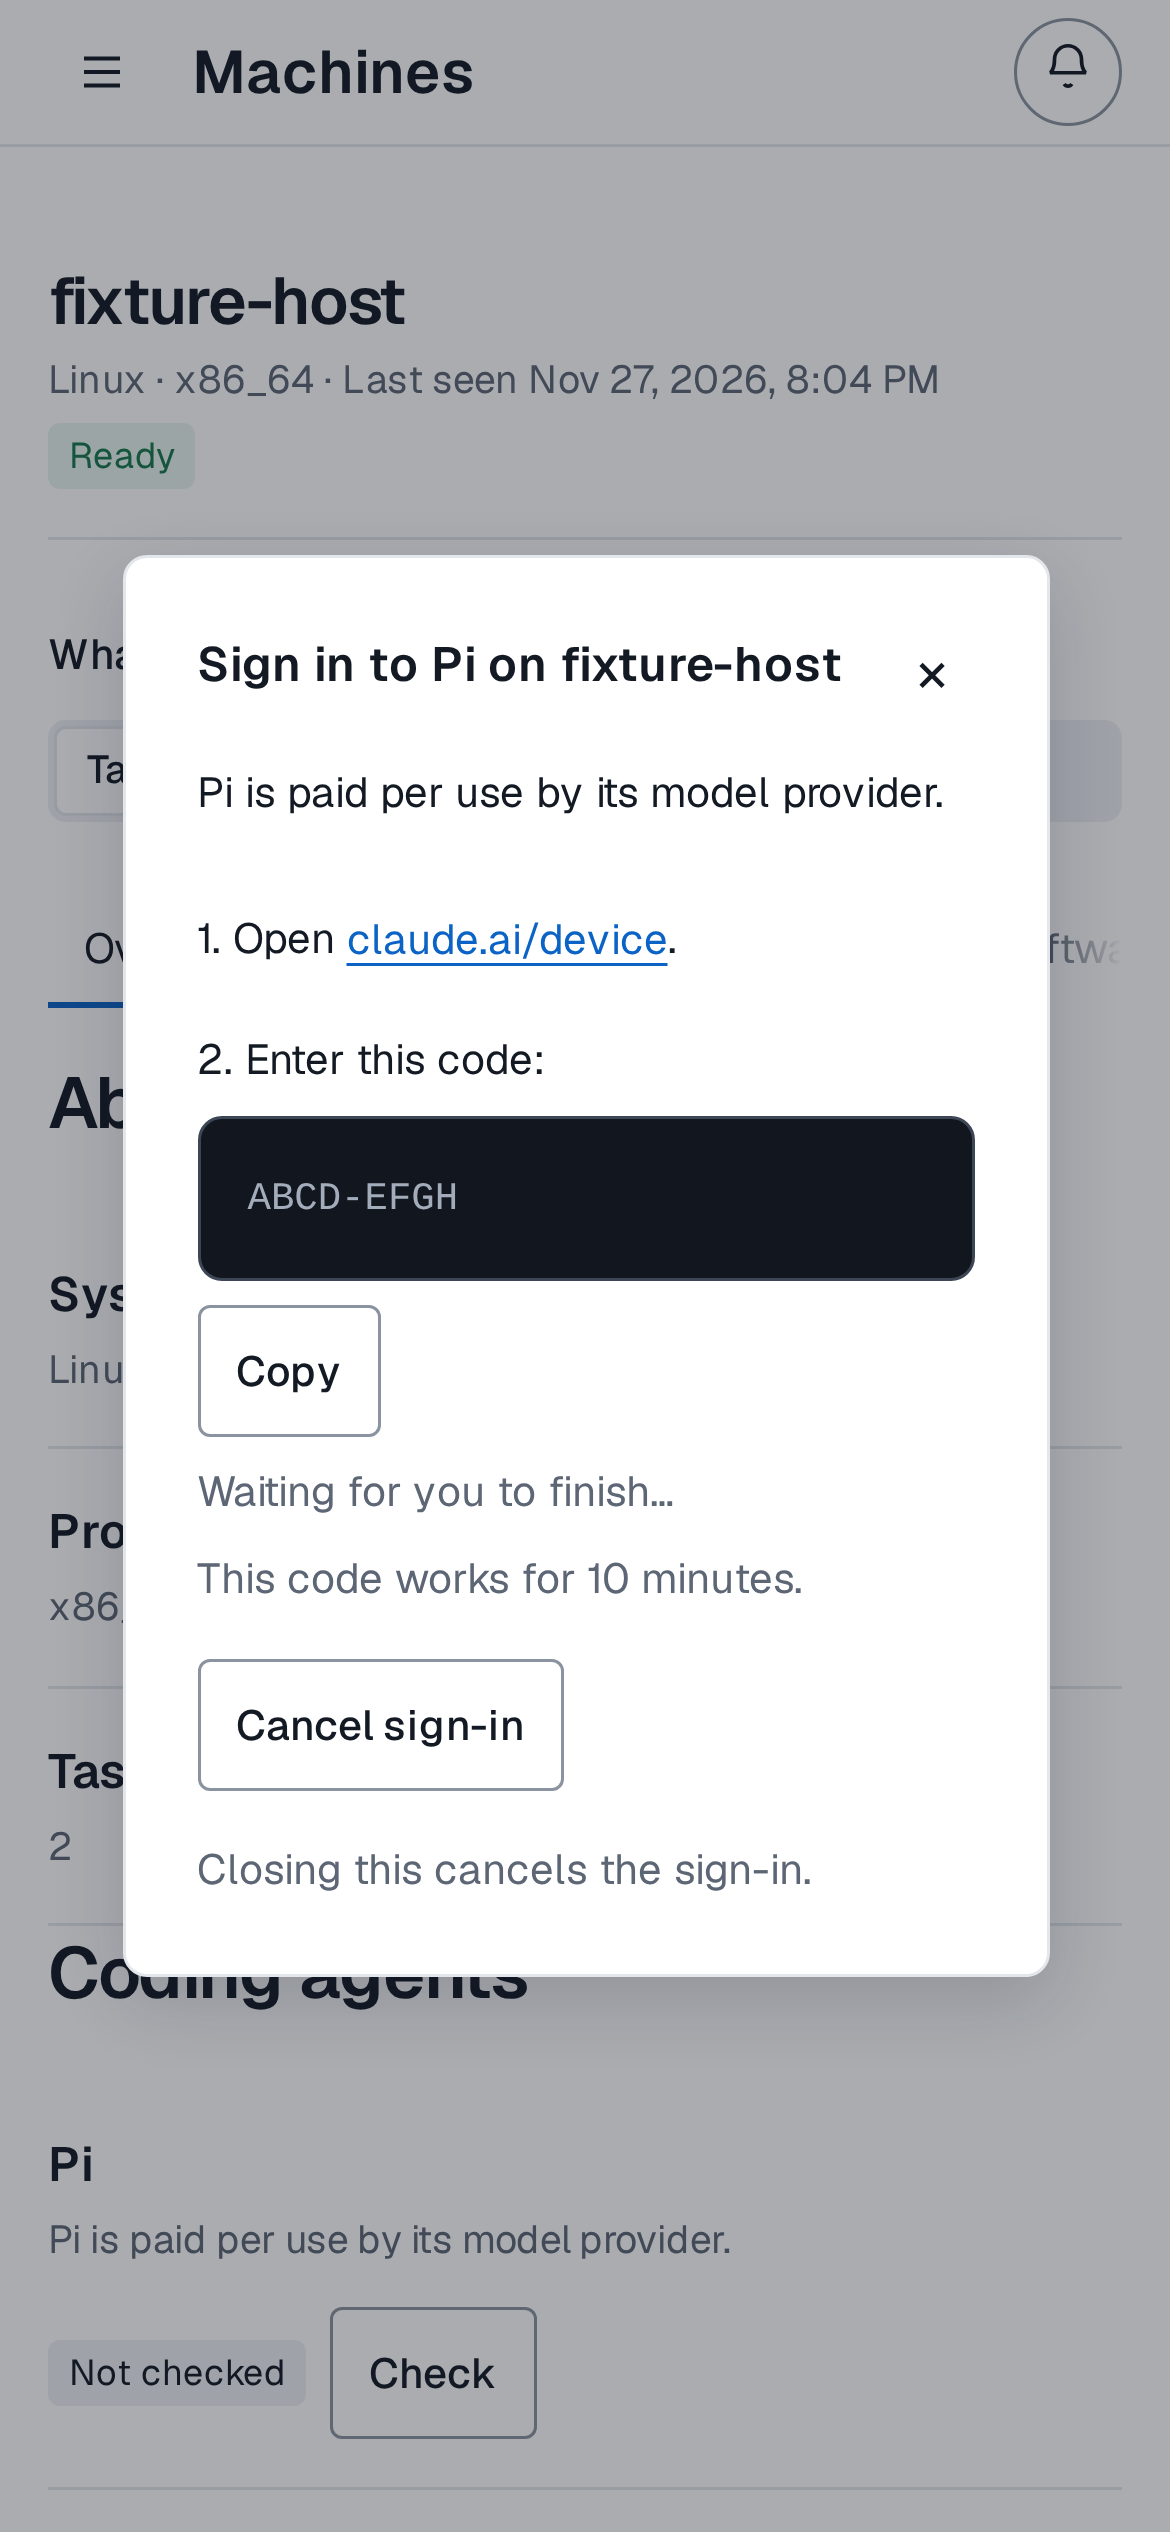 Machines
fixture-host
Linux · x86_64 · Last seen Nov 27, 2026, 8:04 PM
Ready
Sign in to Pi on fixture-host
Pi is paid per use by its model provider.
1. Open claude.ai/device.
2. Enter this code:
ABCD-EFGH
Copy
Waiting for you to finish…
This code works for 10 minutes.
Cancel sign-in
Closing this cancels the sign-in.
2
Coding agents
Pi
Pi is paid per use by its model provider.
Not checked
Check